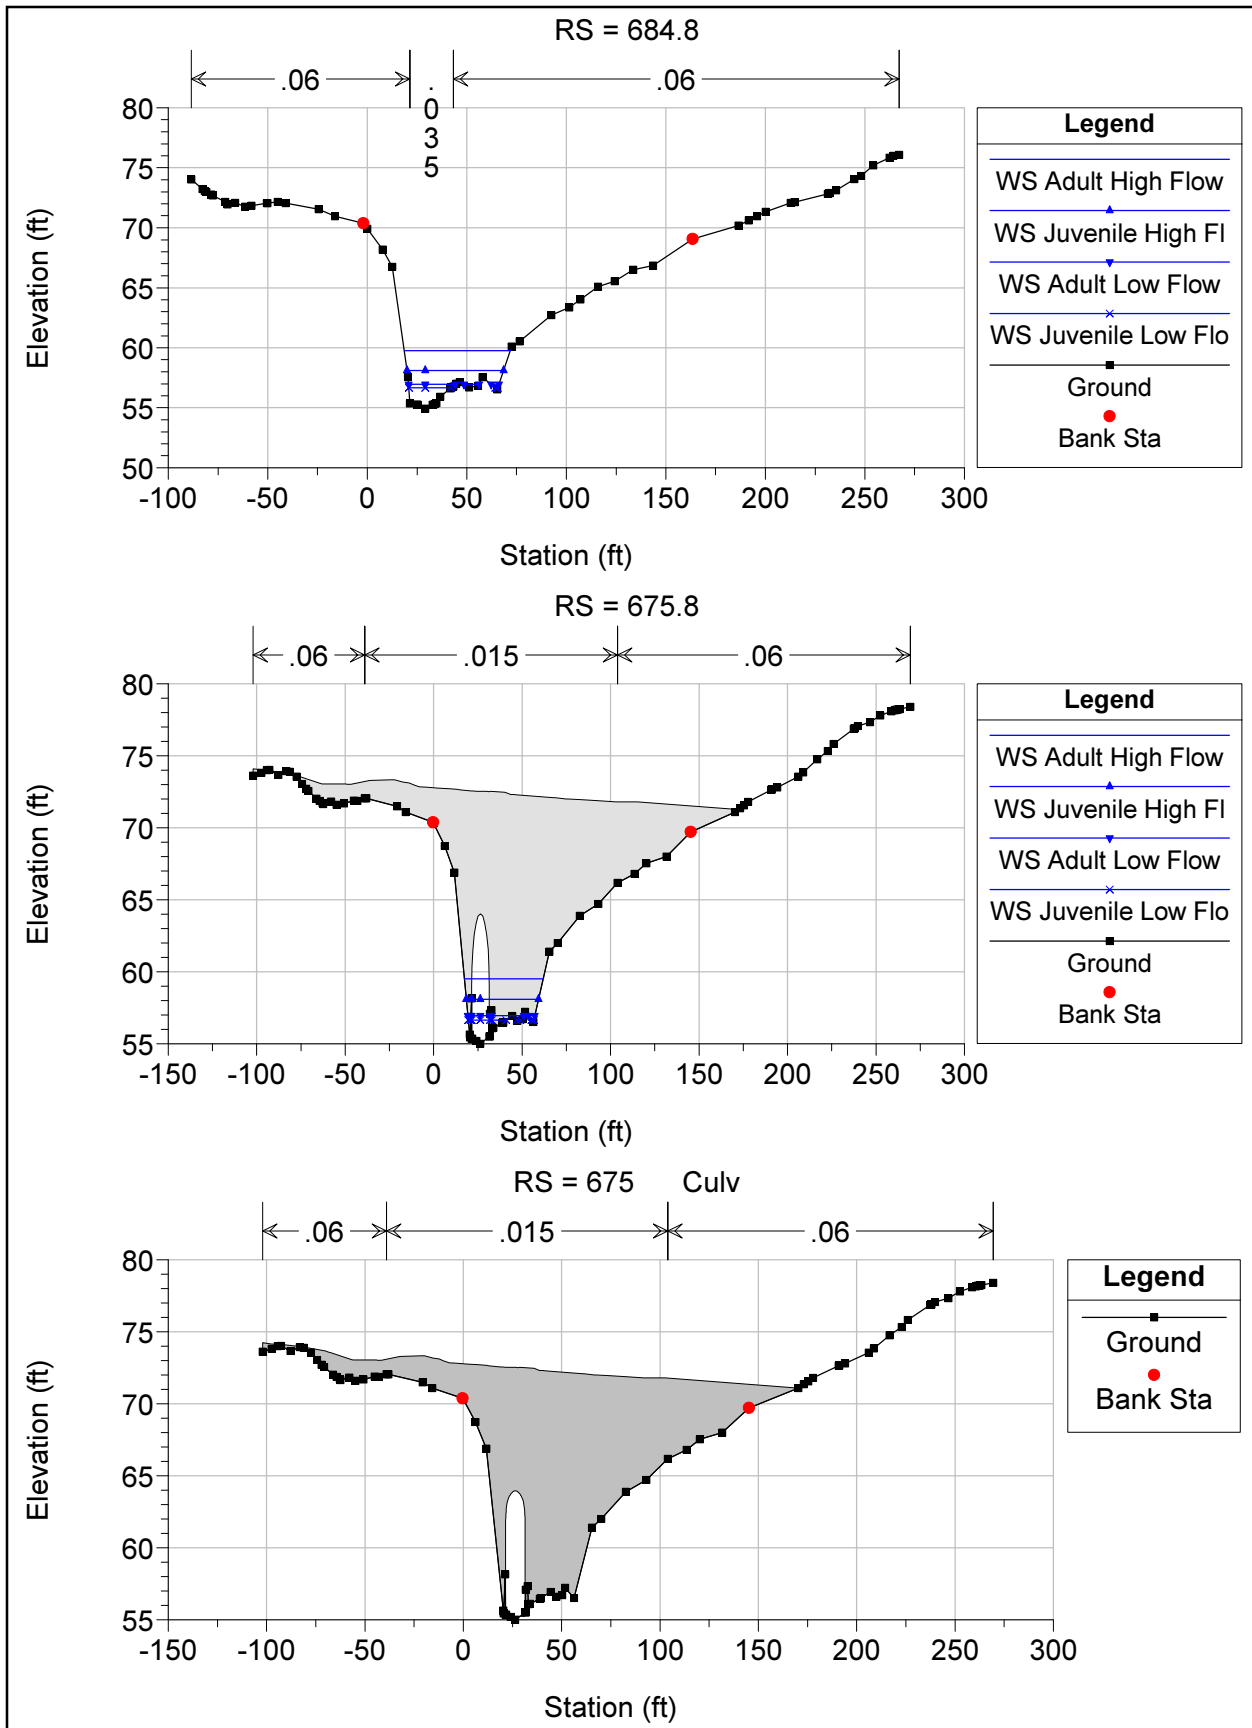 RS = 684.8
.06
.035
.06
Elevation (ft)
80
75
70
65
60
55
50
-100 -50 0 50 100 150 200 250 300
Station (ft)
Legend
WS Adult High Flow
WS Juvenile High Fl
WS Adult Low Flow
WS Juvenile Low Flo
Ground
Bank Sta
RS = 675.8
.06 .015 .06
Elevation (ft)
80
75
70
65
60
55
-150 -100 -50 0 50 100 150 200 250 300
Station (ft)
Legend
WS Adult High Flow
WS Juvenile High Fl
WS Adult Low Flow
WS Juvenile Low Flo
Ground
Bank Sta
RS = 675 Culv
.06 .015 .06
Elevation (ft)
80
75
70
65
60
55
-150 -100 -50 0 50 100 150 200 250 300
Station (ft)
Legend
Ground
Bank Sta